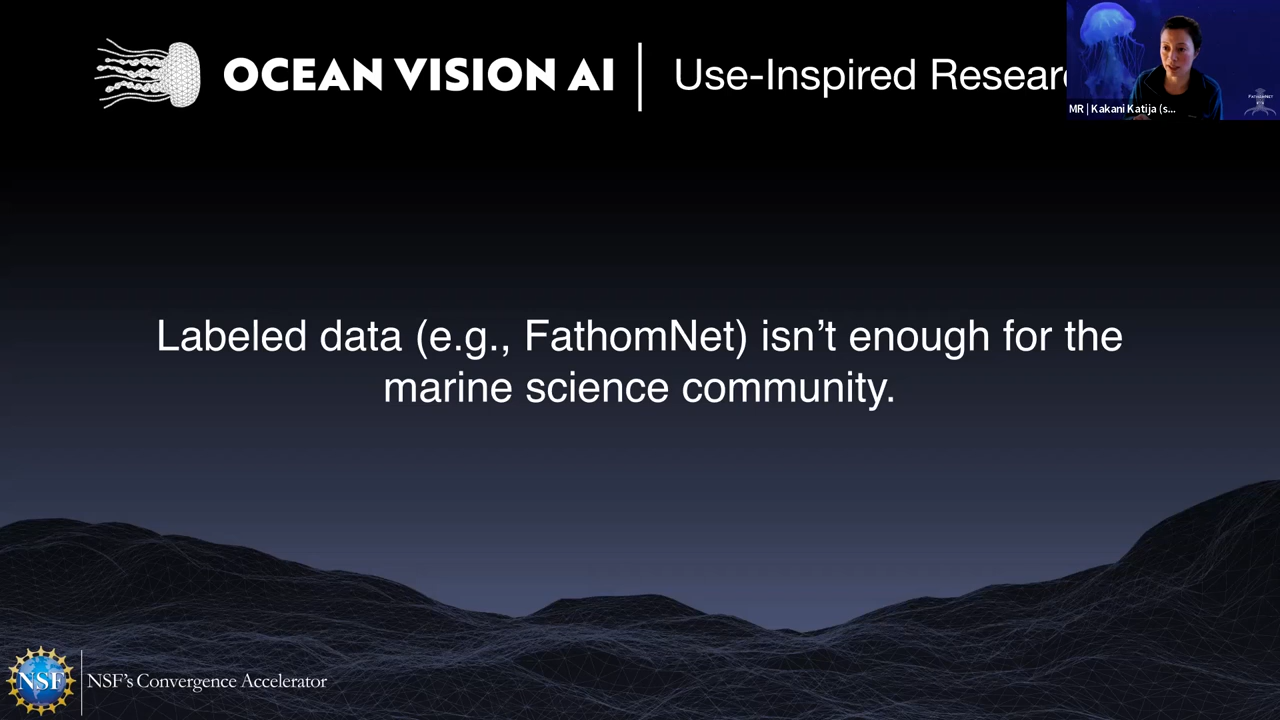 OCEAN VISION AI
Use-Inspired Resear
MR | Kakani Katija (s...
FATHOMNET
Labeled data (e.g., FathomNet) isn’t enough for the
marine science community.
NSF
NSF’s Convergence Accelerator